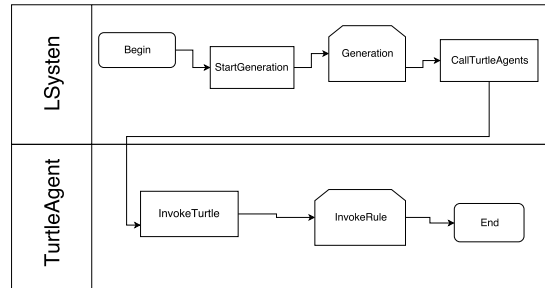 LSysten
Begin
StartGeneration
Generation
CallTurtleAgents
TurtleAgent
InvokeTurtle
InvokeRule
End